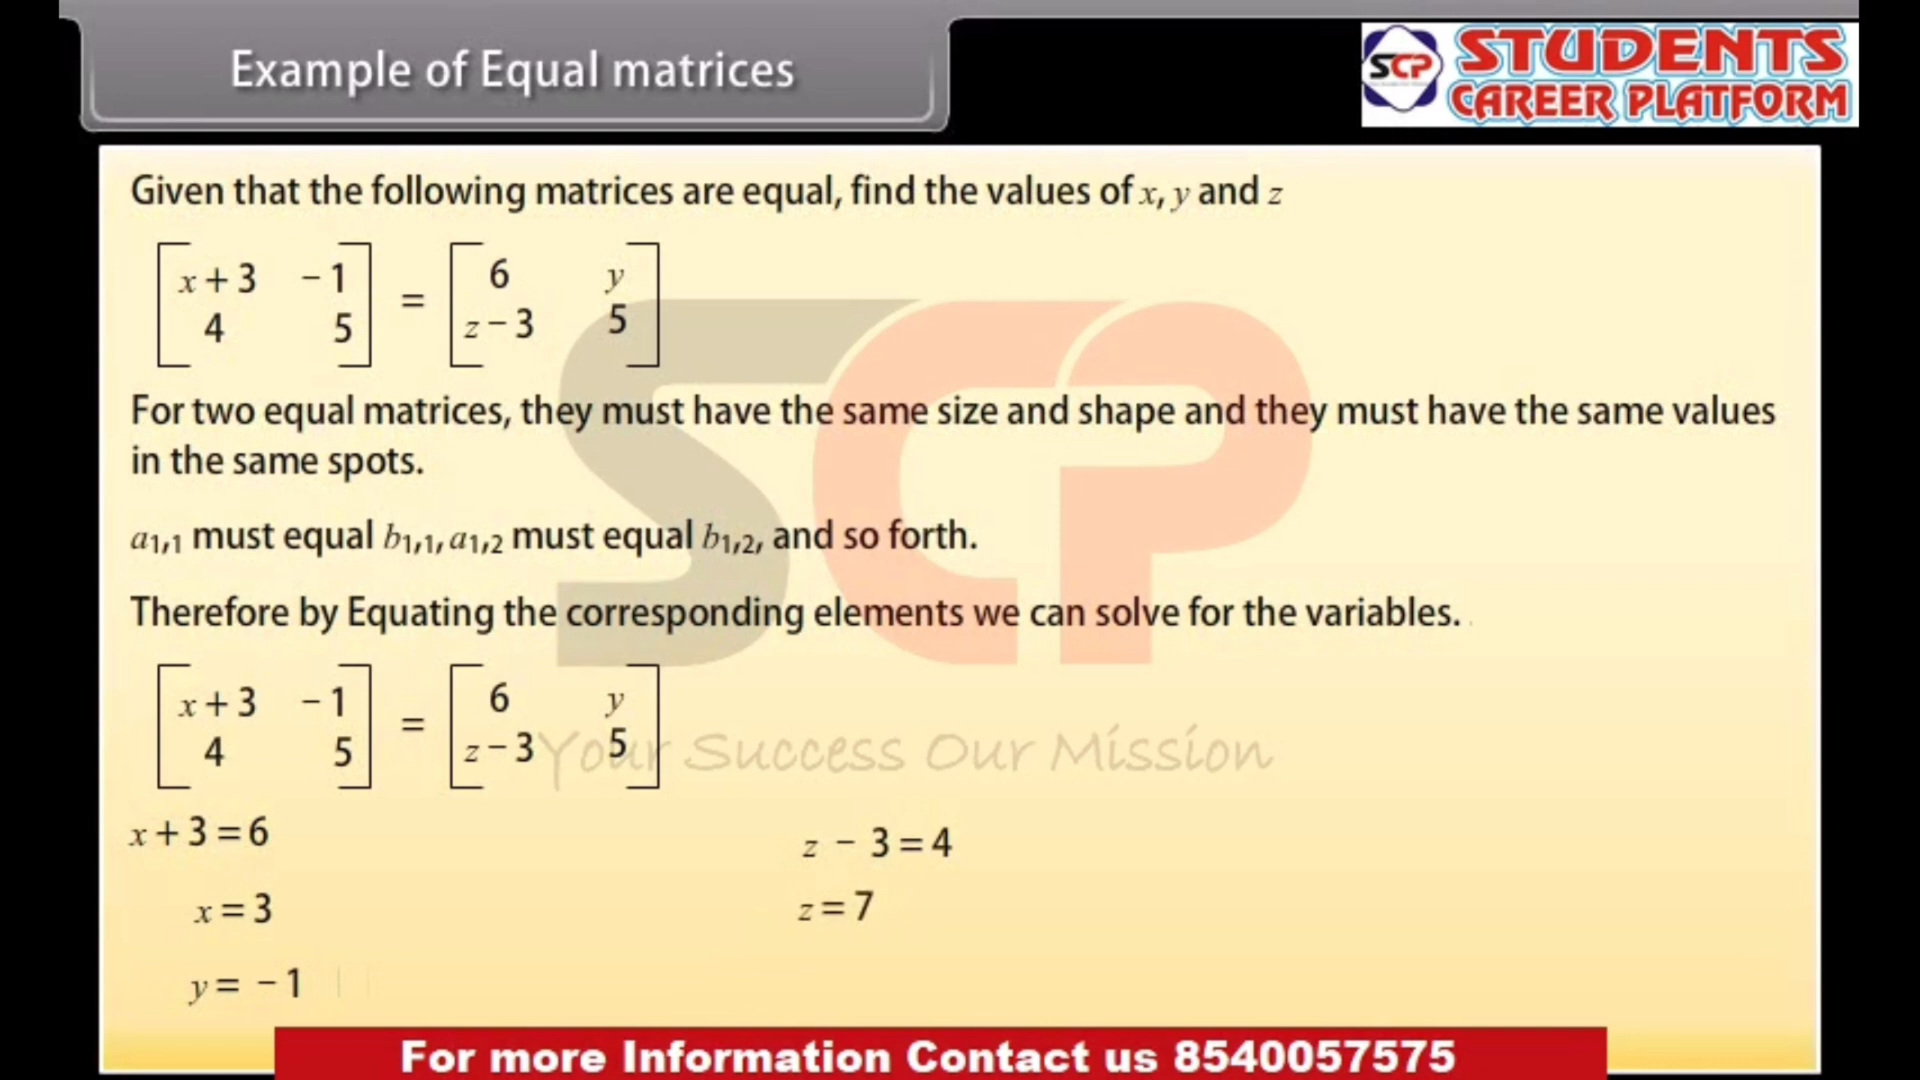 Example of Equal matrices
SCP STUDENTS
CAREER PLATFORM
Given that the following matrices are equal, find the values of x, y and z
[x + 3 − 1] = [6 y]
[4 5] [z − 3 5]
For two equal matrices, they must have the same size and shape and they must have the same values
in the same spots.
a1,1 must equal b1,1, a1,2 must equal b1,2, and so forth.
Therefore by Equating the corresponding elements we can solve for the variables.
[x + 3 − 1] = [6 y]
[4 5] [z − 3 5]
SCP
Your Success Our Mission
x + 3 = 6
z − 3 = 4
x = 3
z = 7
y = − 1
For more Information Contact us 8540057575